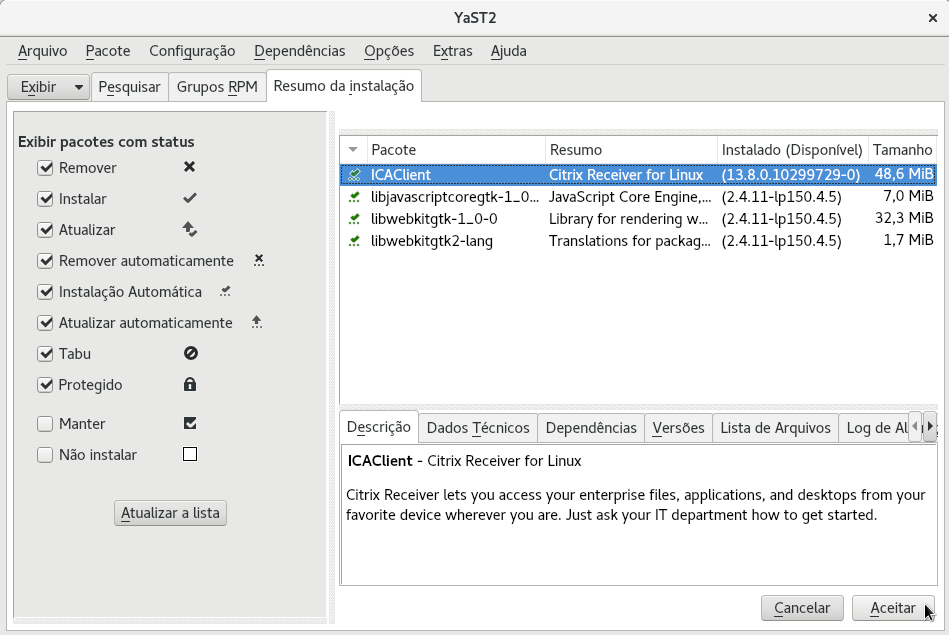 YaST2
Arquivo Pacote Configuração Dependências Opções Extras Ajuda
Exibir Pesquisar Grupos RPM Resumo da instalação
Exibir pacotes com status
Remover
Instalar
Atualizar
Remover automaticamente
Instalação Automática
Atualizar automaticamente
Tabu
Protegido
Manter
Não instalar
Atualizar a lista
Pacote Resumo Instalado (Disponível) Tamanho
ICAClient Citrix Receiver for Linux (13.8.0.10299729-0) 48,6 MiB
libjavascriptcoregtk-1_0... JavaScript Core Engine,... (2.4.11-lp150.4.5) 7,0 MiB
libwebkitgtk-1_0-0 Library for rendering w... (2.4.11-lp150.4.5) 32,3 MiB
libwebkitgtk2-lang Translations for packag... (2.4.11-lp150.4.5) 1,7 MiB
Descrição Dados Técnicos Dependências Versões Lista de Arquivos Log de
ICAClient - Citrix Receiver for Linux
Citrix Receiver lets you access your enterprise files, applications, and desktops from your
favorite device wherever you are. Just ask your IT department how to get started.
Cancelar Aceitar